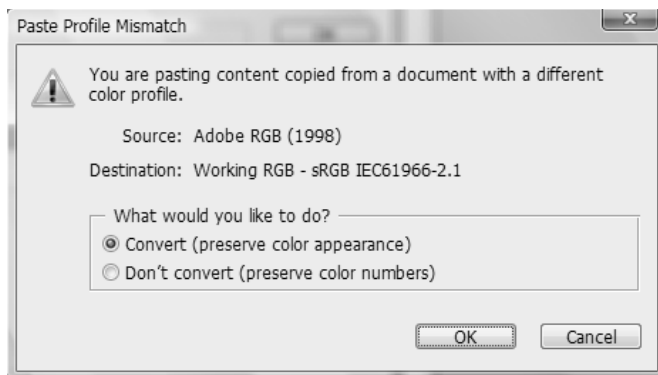 Paste Profile Mismatch
You are pasting content copied from a document with a different
color profile.
Source: Adobe RGB (1998)
Destination: Working RGB - sRGB IEC61966-2.1
What would you like to do?
Convert (preserve color appearance)
Don't convert (preserve color numbers)
OK Cancel